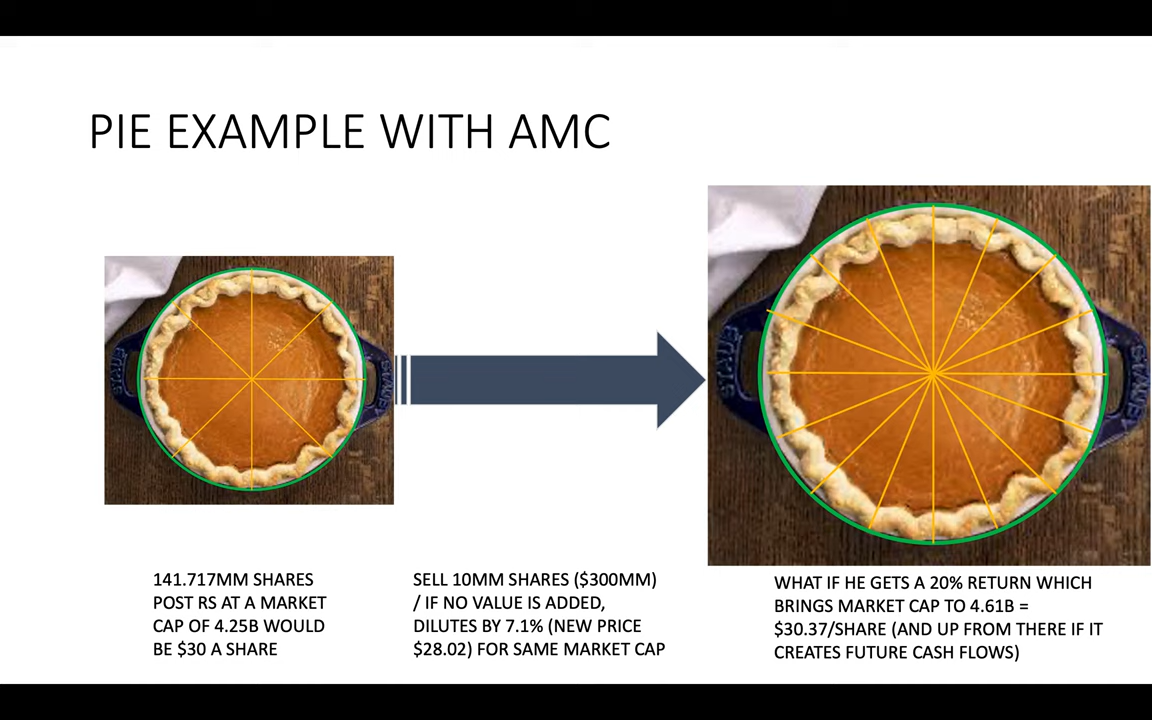 PIE EXAMPLE WITH AMC
STAUB
STAUB
141.717MM SHARES
POST RS AT A MARKET
CAP OF 4.25B WOULD
BE $30 A SHARE
SELL 10MM SHARES ($300MM)
/ IF NO VALUE IS ADDED,
DILUTES BY 7.1% (NEW PRICE
$28.02) FOR SAME MARKET CAP
WHAT IF HE GETS A 20% RETURN WHICH
BRINGS MARKET CAP TO 4.61B =
$30.37/SHARE (AND UP FROM THERE IF IT
CREATES FUTURE CASH FLOWS)